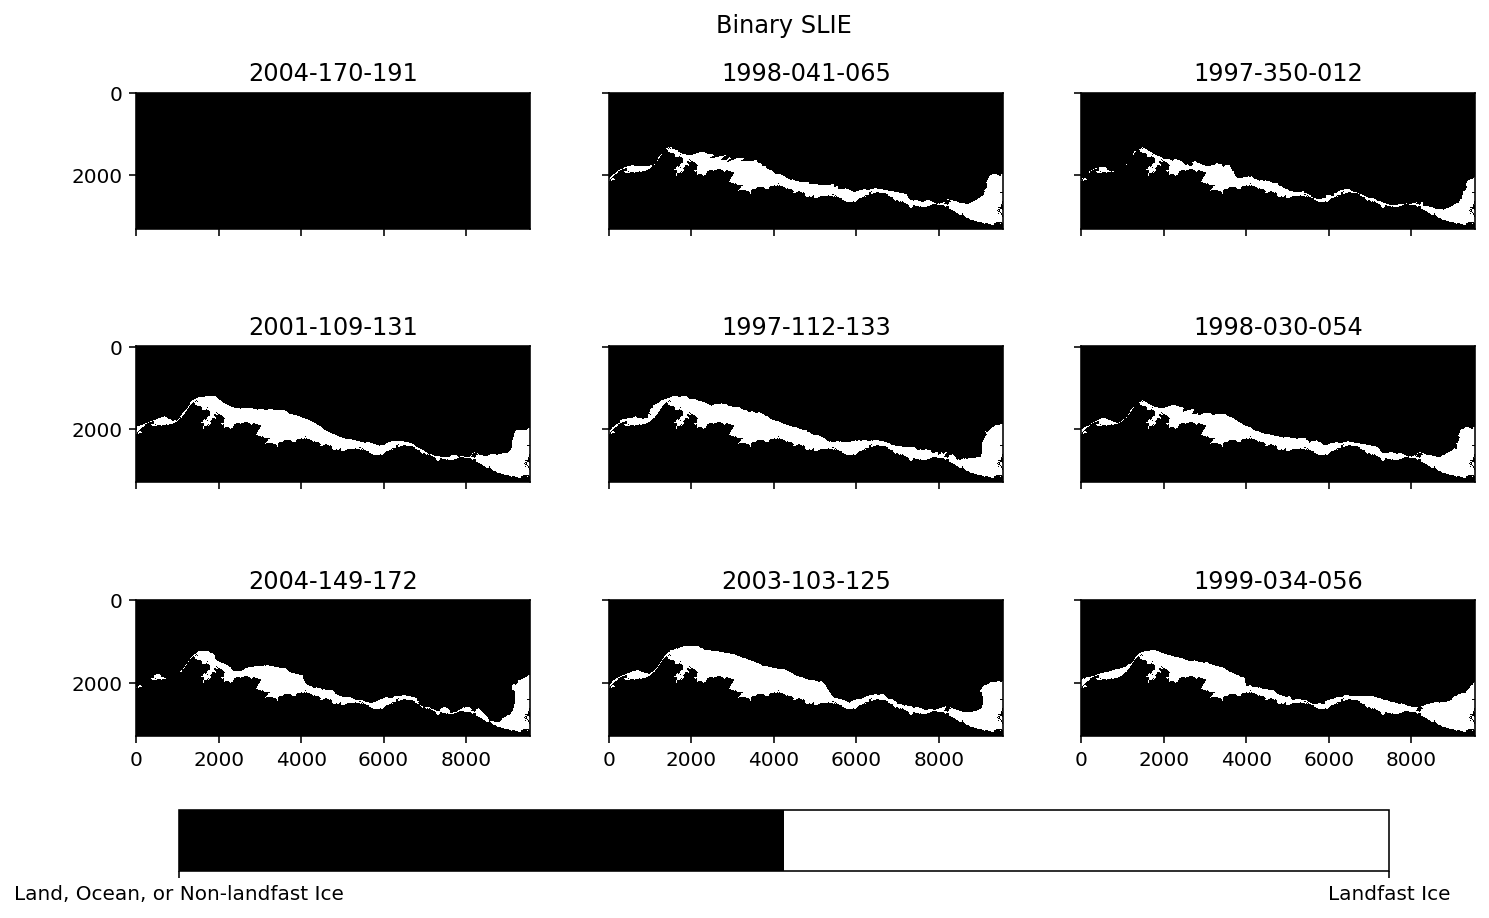 Binary SLIE
2004-170-191
1998-041-065
1997-350-012
0
2000
2001-109-131
1997-112-133
1998-030-054
0
2000
2004-149-172
2003-103-125
1999-034-056
0
2000
0 2000 4000 6000 8000
0 2000 4000 6000 8000
0 2000 4000 6000 8000
Land, Ocean, or Non-landfast Ice
Landfast Ice